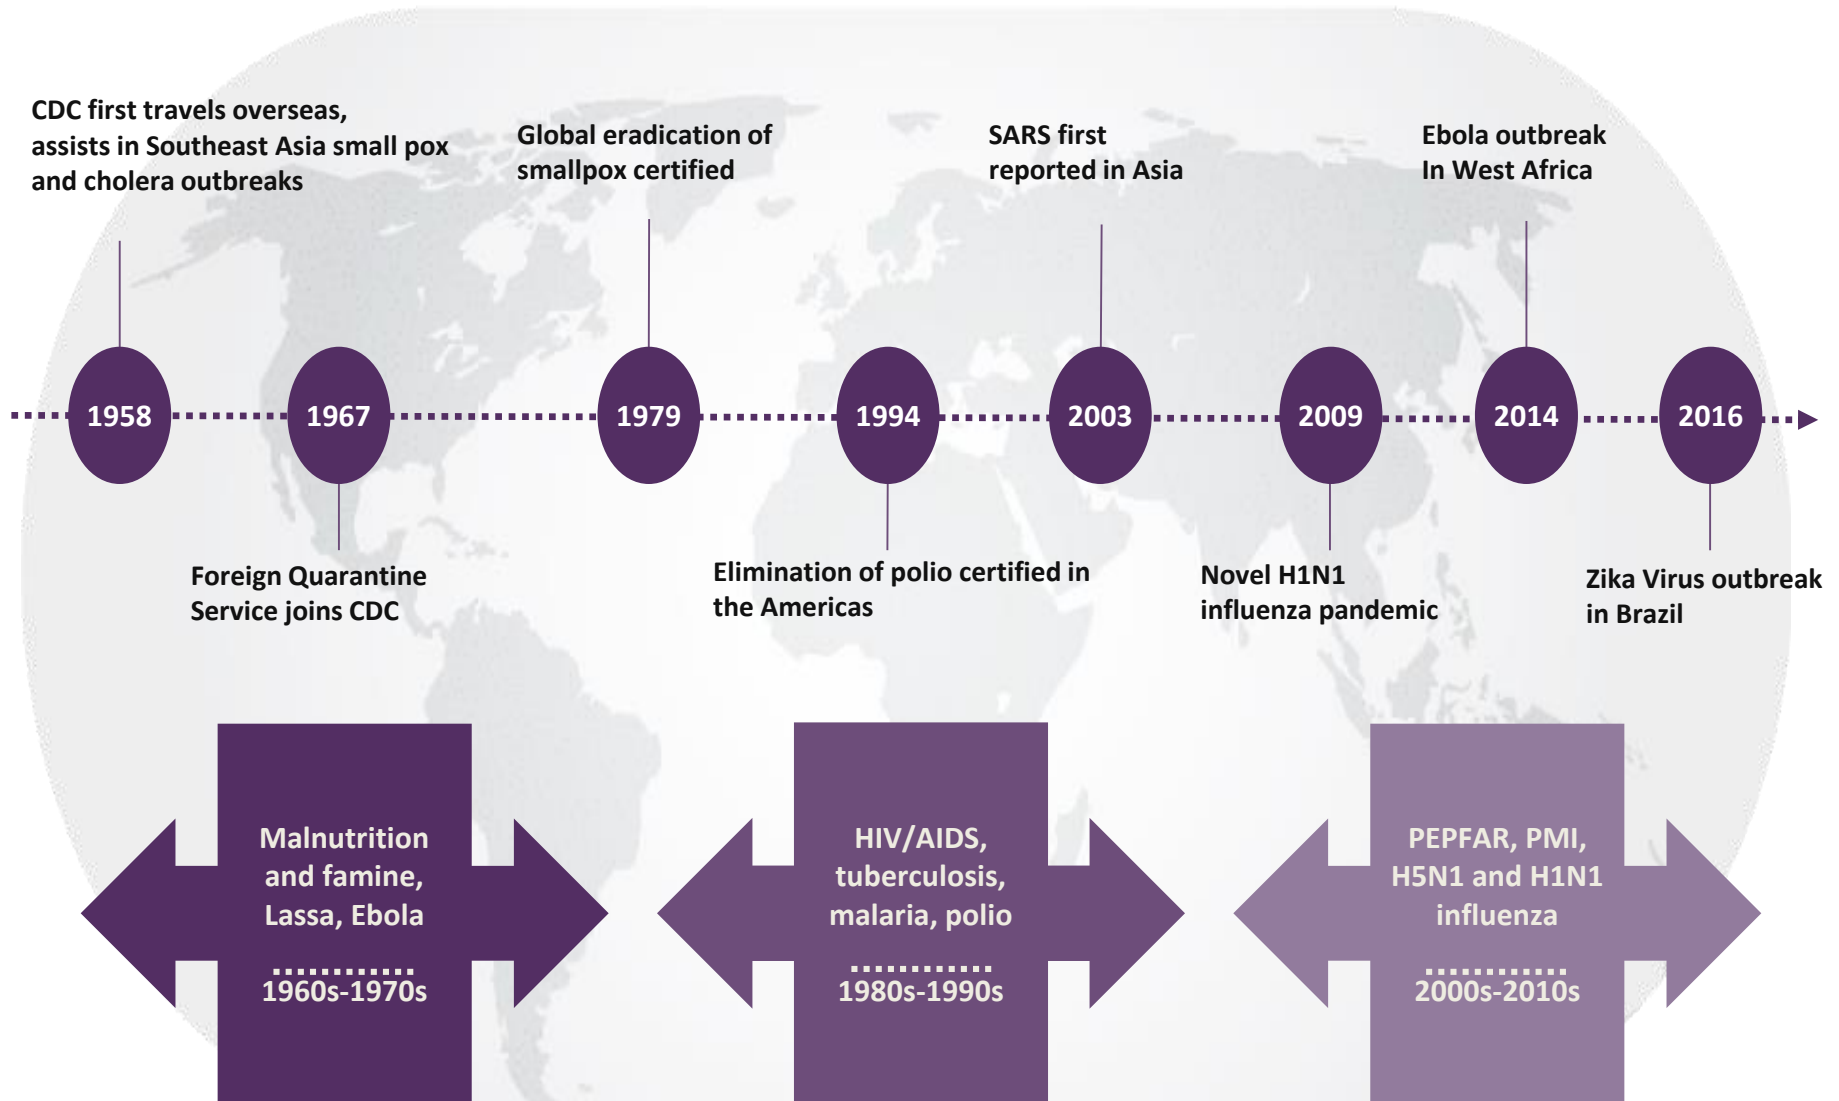 CDC first travels overseas,
assists in Southeast Asia small pox
and cholera outbreaks
Global eradication of
smallpox certified
SARS first
reported in Asia
Ebola outbreak
In West Africa
1958
1967
1979
1994
2003
2009
2014
2016
Foreign Quarantine
Service joins CDC
Elimination of polio certified in
the Americas
Novel H1N1
influenza pandemic
Zika Virus outbreak
in Brazil
Malnutrition
and famine,
Lassa, Ebola
1960s-1970s
HIV/AIDS,
tuberculosis,
malaria, polio
1980s-1990s
PEPFAR, PMI,
H5N1 and H1N1
influenza
2000s-2010s